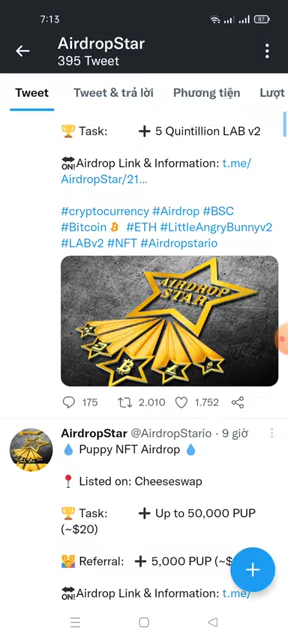 7:13
87
AirdropStar
395 Tweet
Tweet
Tweet & trả lời
Phương tiện
Lượt
🏆 Task: ➕ 5 Quintillion LAB v2
🔛Airdrop Link & Information: t.me/
AirdropStar/21...
#cryptocurrency #Airdrop #BSC
#Bitcoin #ETH #LittleAngryBunnyv2
#LABv2 #NFT #Airdropstario
AIRDROP
STAR
175
2.010
1.752
AirdropStar @AirdropStario · 9 giờ
💧 Puppy NFT Airdrop 💧
📍 Listed on: Cheeseswap
🏆 Task: ➕ Up to 50,000 PUP
(~$20)
Referral: ➕ 5,000 PUP (~$
🔛Airdrop Link & Information: t.me/